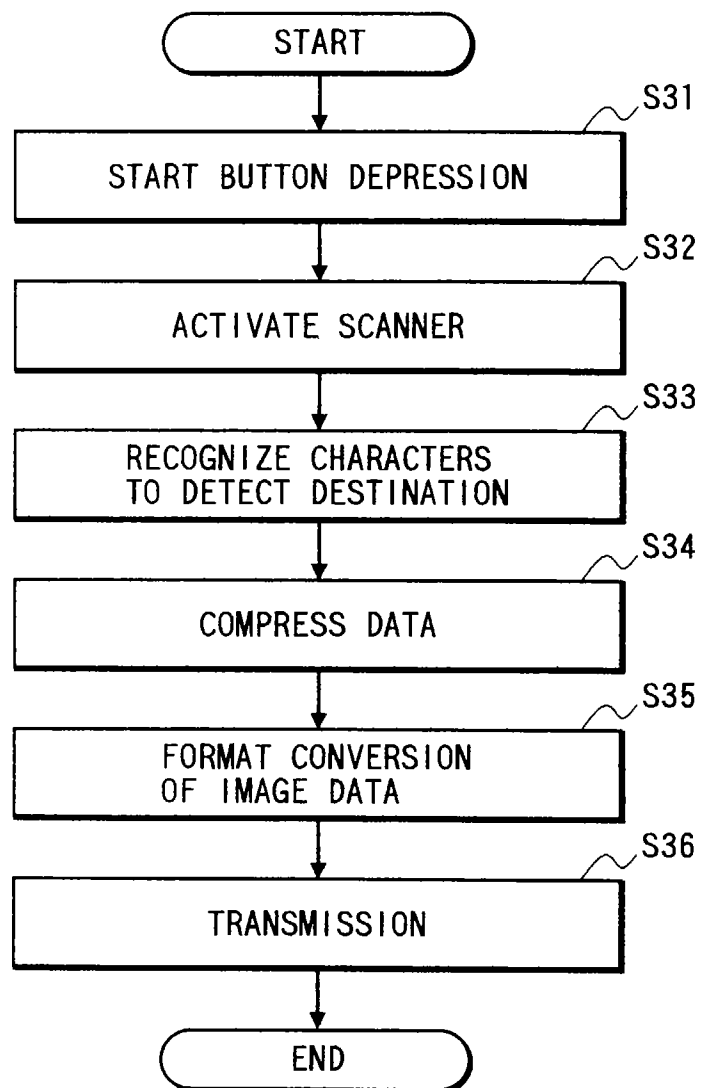 START
S31
START BUTTON DEPRESSION
S32
ACTIVATE SCANNER
S33
RECOGNIZE CHARACTERS
TO DETECT DESTINATION
S34
COMPRESS DATA
S35
FORMAT CONVERSION
OF IMAGE DATA
S36
TRANSMISSION
END